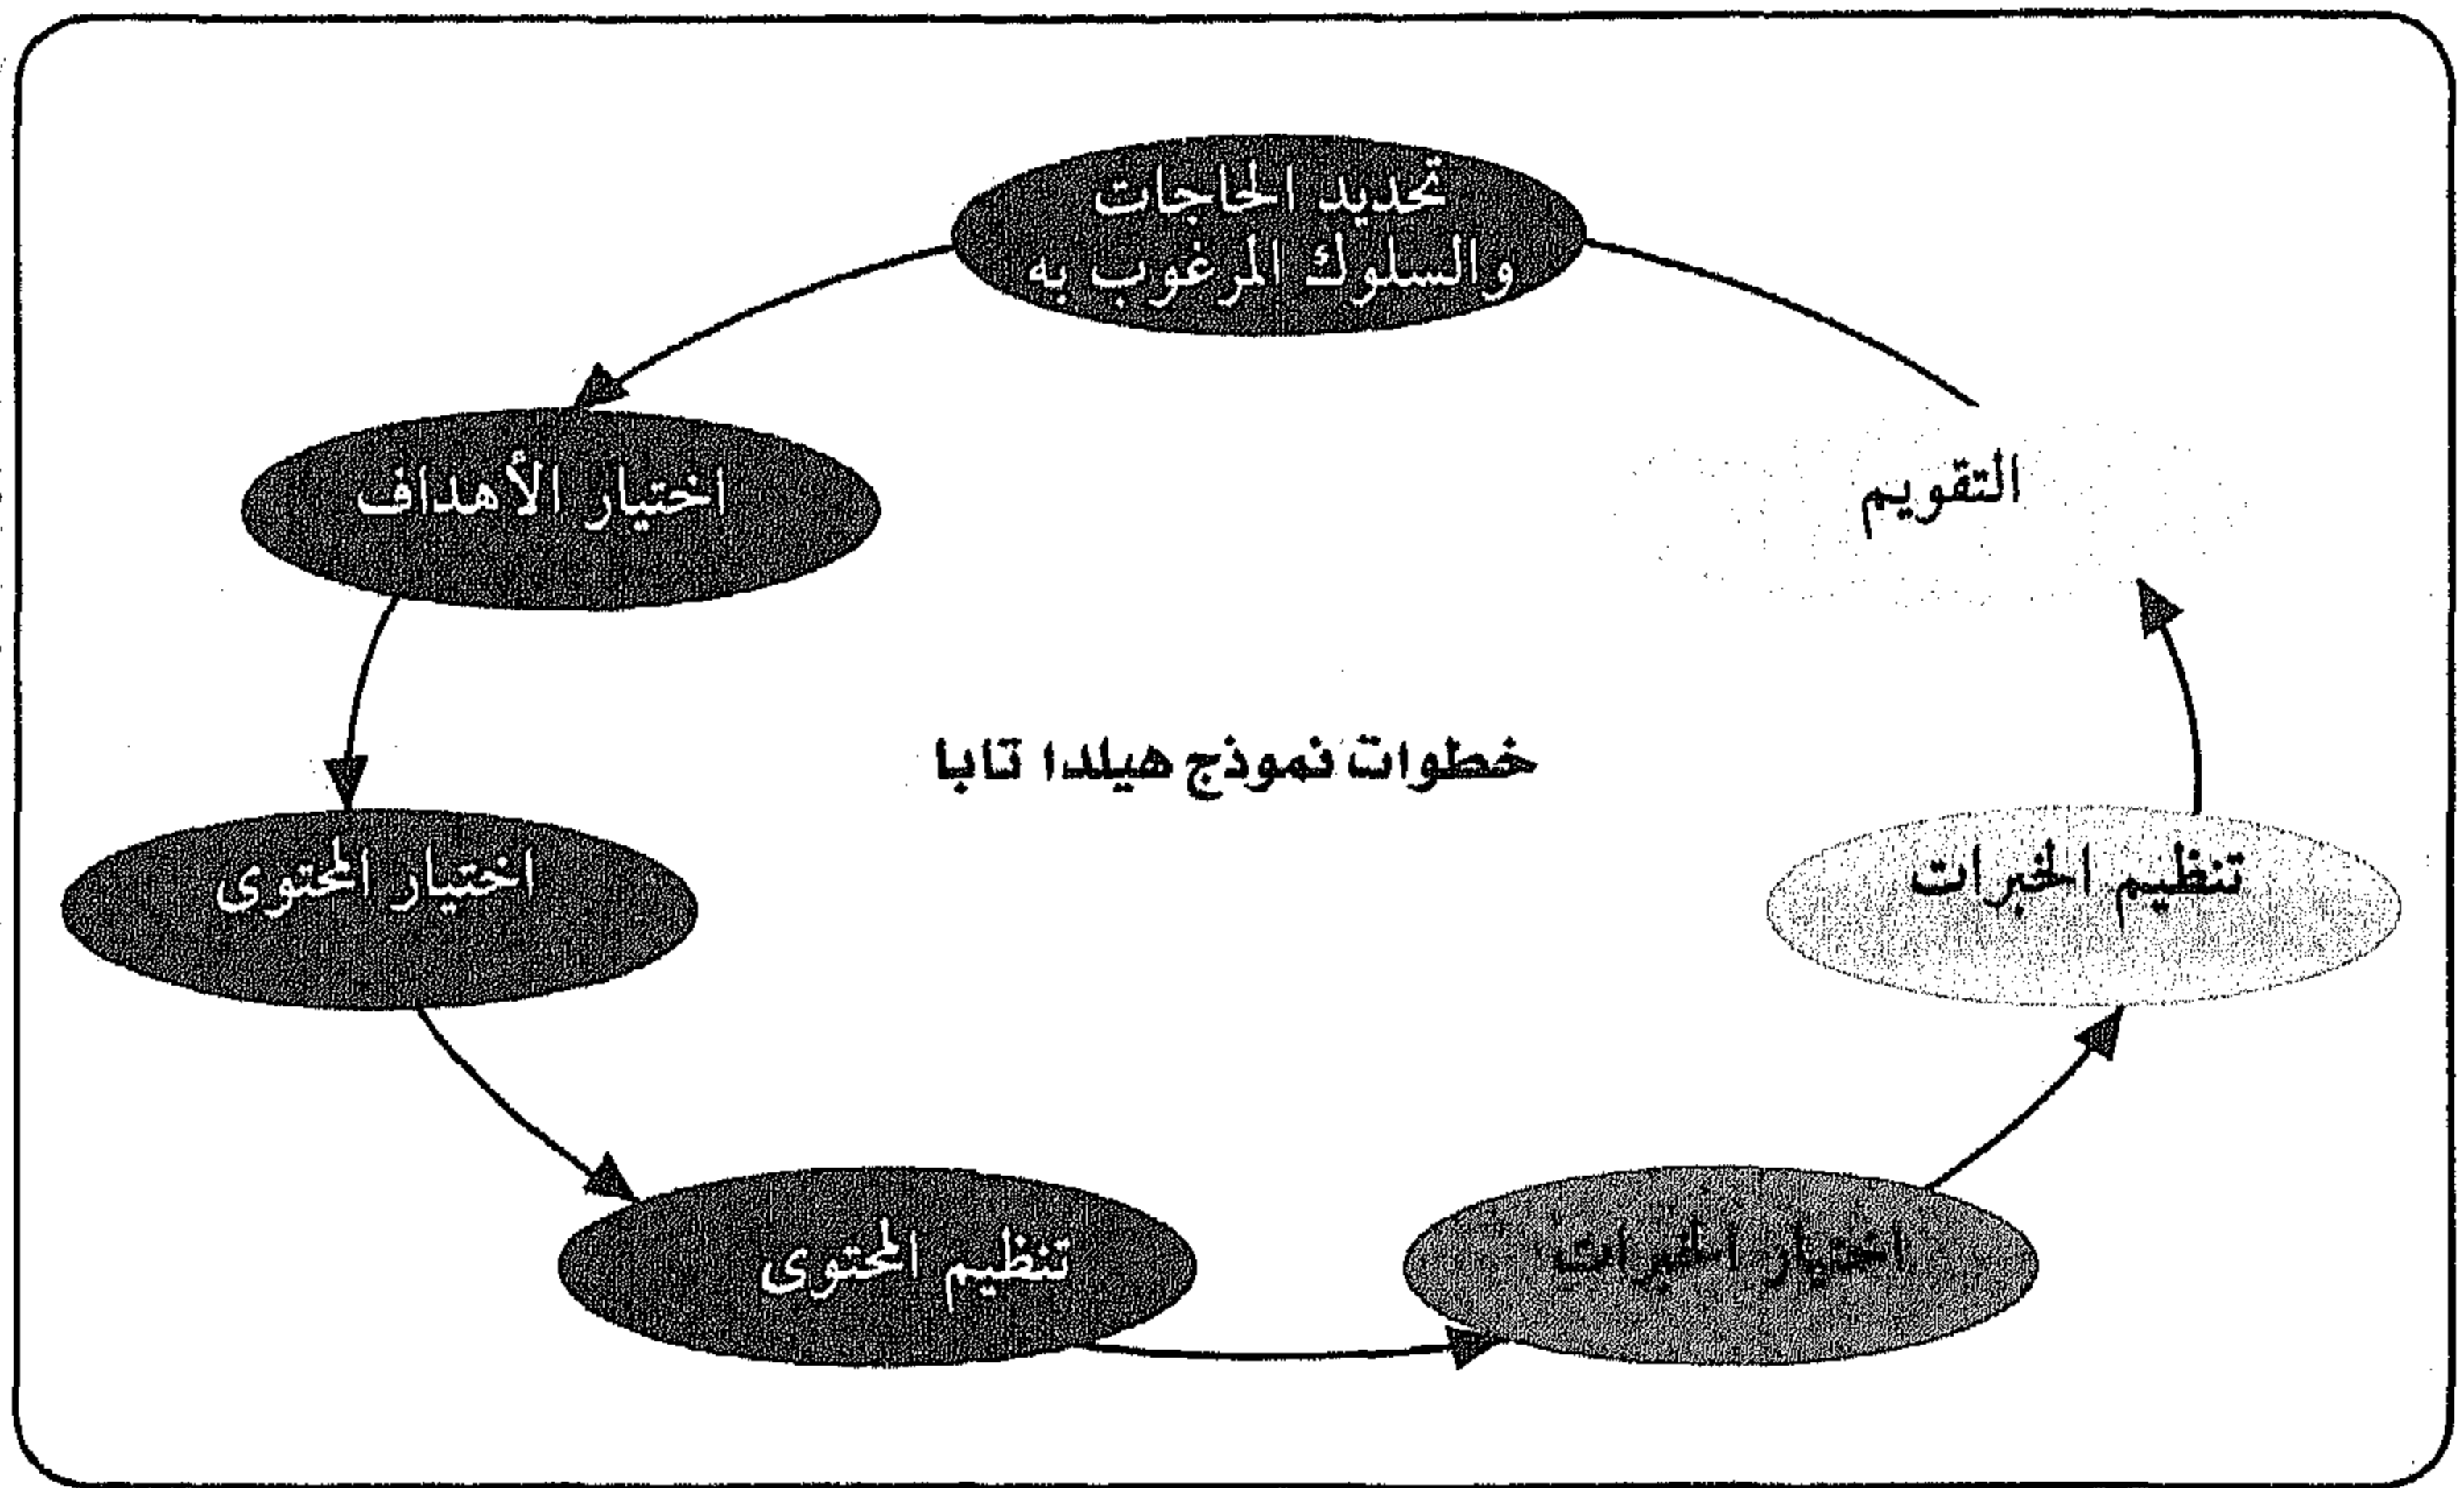 تحديد الحاجات
والسلوك المرغوب به
اختيار الأهداف
التقويم
خطوات نموذج هيلدا تابا
اختيار المحتوى
تنظيم الخبرات
تنظيم المحتوى
اختيار الخبرات